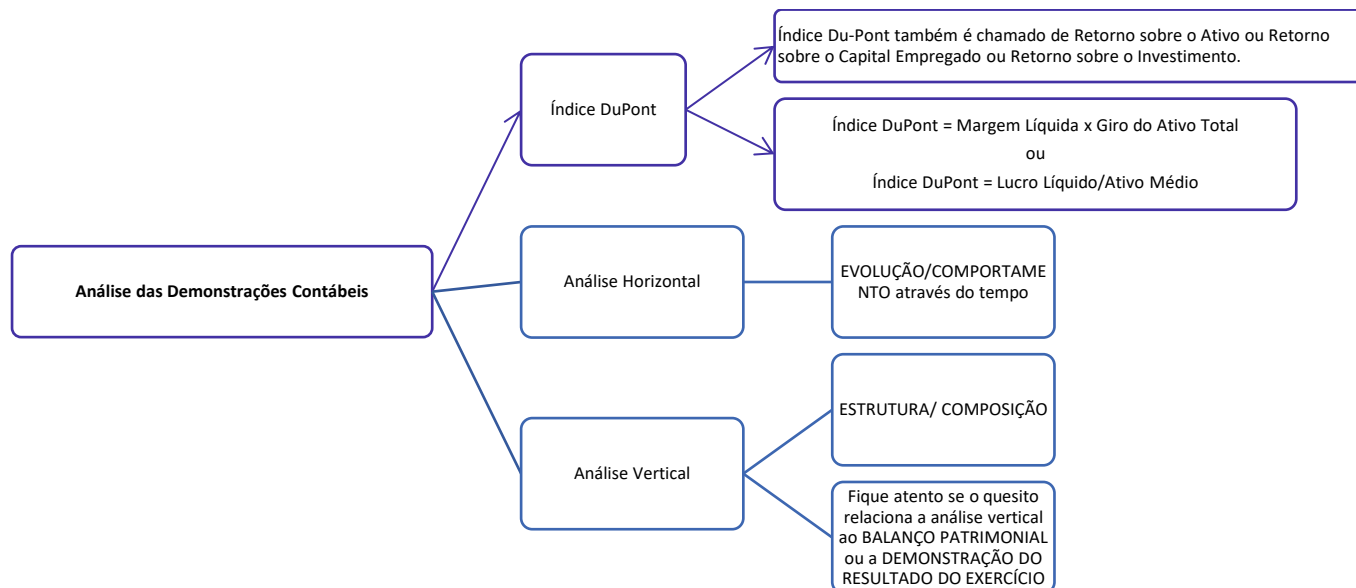 Índice Du-Pont também é chamado de Retorno sobre o Ativo ou Retorno
sobre o Capital Empregado ou Retorno sobre o Investimento.
Índice DuPont
Índice DuPont = Margem Líquida x Giro do Ativo Total
ou
Índice DuPont = Lucro Líquido/Ativo Médio
Análise das Demonstrações Contábeis
Análise Horizontal
EVOLUÇÃO/COMPORTAME
NTO através do tempo
Análise Vertical
ESTRUTURA/ COMPOSIÇÃO
Fique atento se o quesito
relaciona a análise vertical
ao BALANÇO PATRIMONIAL
ou a DEMONSTRAÇÃO DO
RESULTADO DO EXERCÍCIO